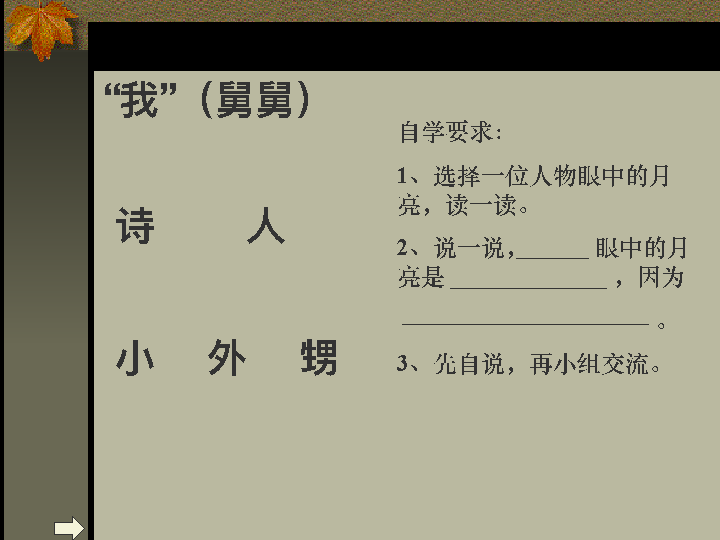 “我”（舅舅）
诗 人
小 外 甥
自学要求：
1、选择一位人物眼中的月
亮，读一读。
2、说一说，______ 眼中的月
亮是 _____________ ，因为
_____________________ 。
3、先自说，再小组交流。